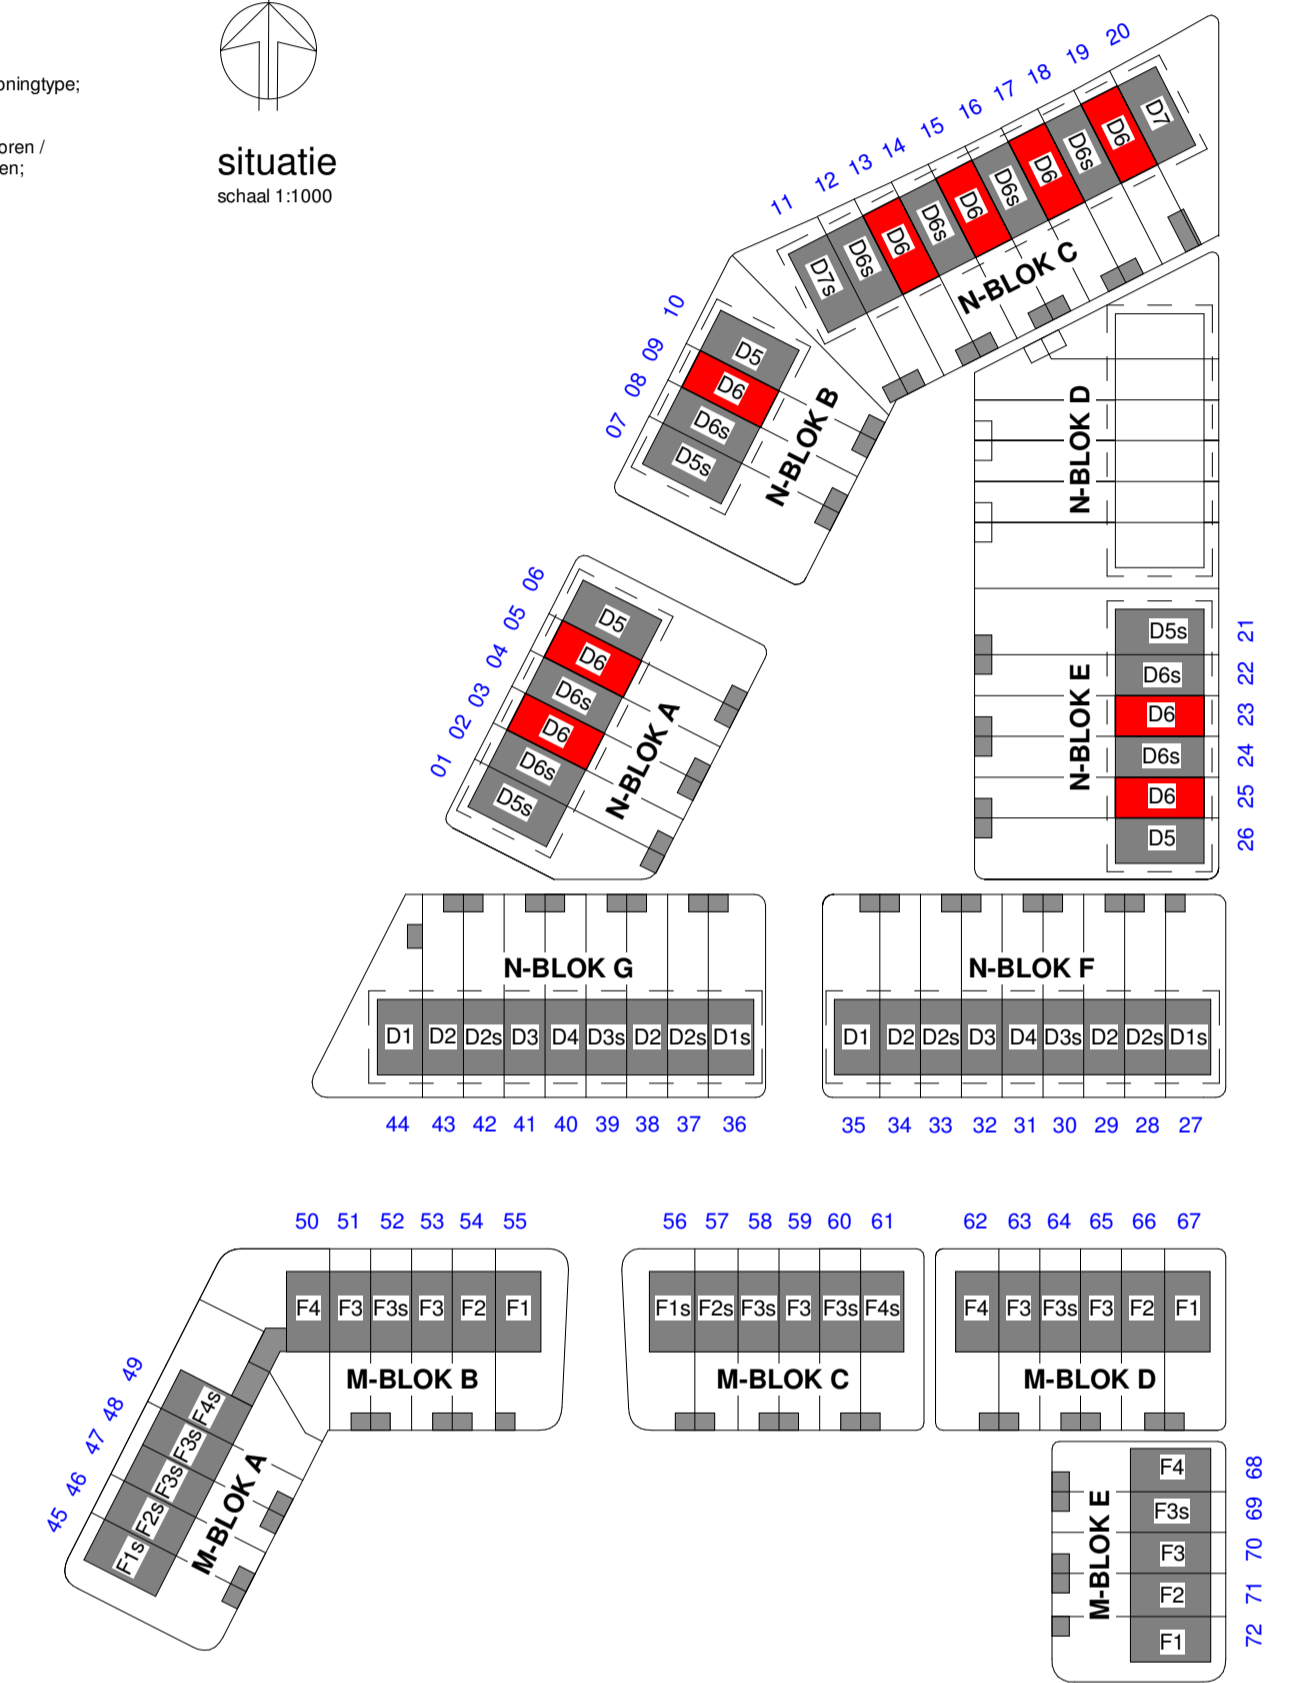 oningtype;
oren /
en;
situatie
schaal 1:1000
11 12 13 14 15 16 17 18 19 20
D7s D6s D6 D6s D6 D6s D6 D6s D6 D7
N-BLOK C
07 08 09 10
D5
D6
D6s
D5s
N-BLOK B
N-BLOK D
01 02 03 04 05 06
D5
D6
D6s
D6
D6s
D5s
N-BLOK A
N-BLOK E
D5s 21
D6s 22
D6 23
D6s 24
D6 25
D5 26
N-BLOK G
D1 D2 D2s D3 D4 D3s D2 D2s D1s
44 43 42 41 40 39 38 37 36
N-BLOK F
D1 D2 D2s D3 D4 D3s D2 D2s D1s
35 34 33 32 31 30 29 28 27
50 51 52 53 54 55
F4 F3 F3s F3 F2 F1
M-BLOK B
56 57 58 59 60 61
F1s F2s F3s F3 F3s F4s
M-BLOK C
62 63 64 65 66 67
F4 F3 F3s F3 F2 F1
M-BLOK D
45 46 47 48 49
F1s F2s F3s F3s F4s
M-BLOK A
M-BLOK E
F4 68
F3s 69
F3 70
F2 71
F1 72